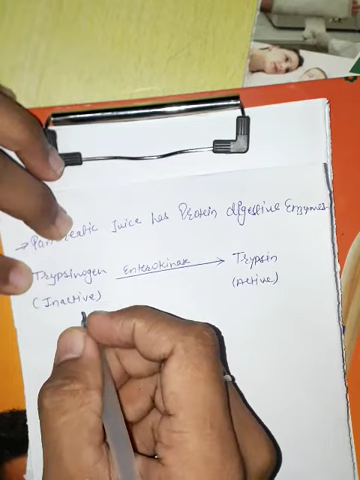 → Pancreatic Juice has Protein digestive Enzymes
Trypsinogen Enterokinase → Trypsin
(Inactive) (Active)